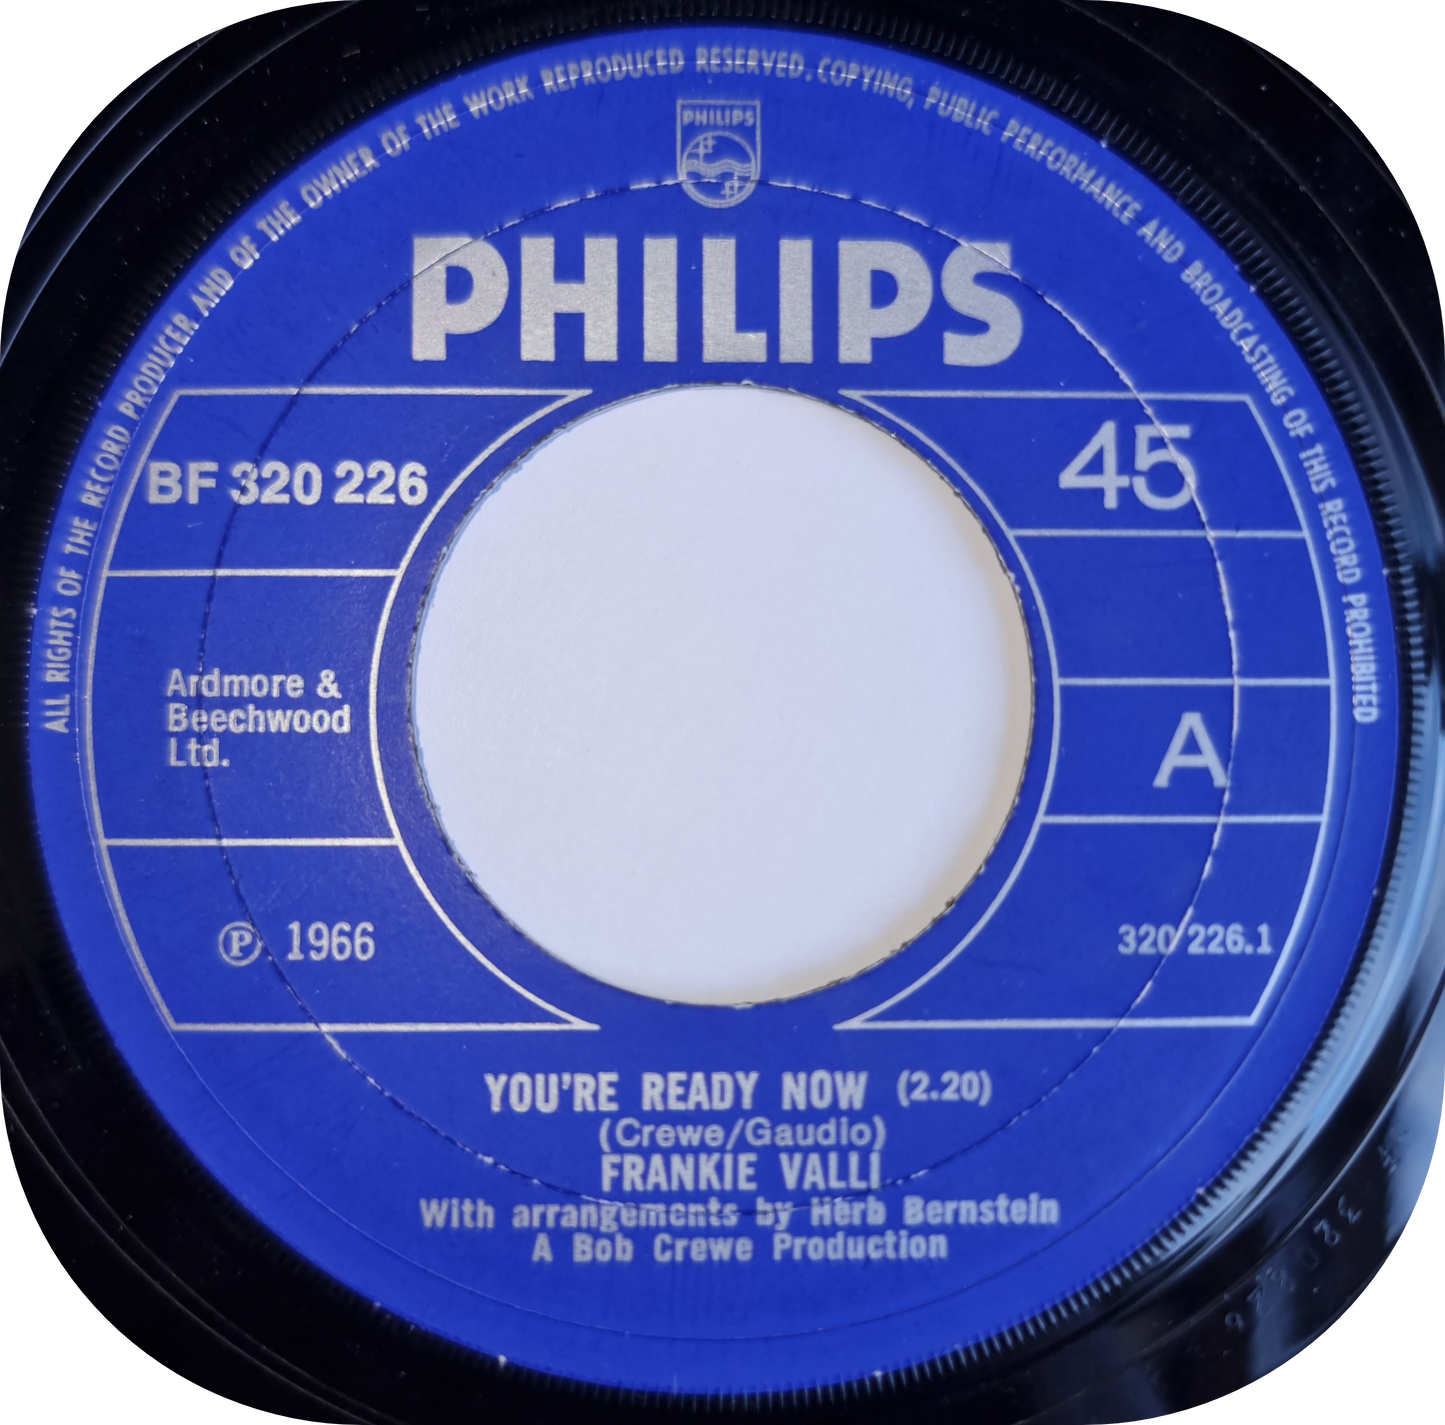 ALL RIGHTS OF THE RECORD PRODUCER AND OF THE OWNER OF THE WORK REPRODUCED RESERVED. COPYING, PUBLIC PERFORMANCE AND BROADCASTING OF THIS RECORD PROHIBITED
PHILIPS
PHILIPS
BF 320 226
45
Ardmore &
Beechwood
Ltd.
A
Ⓟ 1966
320 226.1
YOU'RE READY NOW (2.20)
(Crewe/Gaudio)
FRANKIE VALLI
With arrangements by Herb Bernstein
A Bob Crewe Production